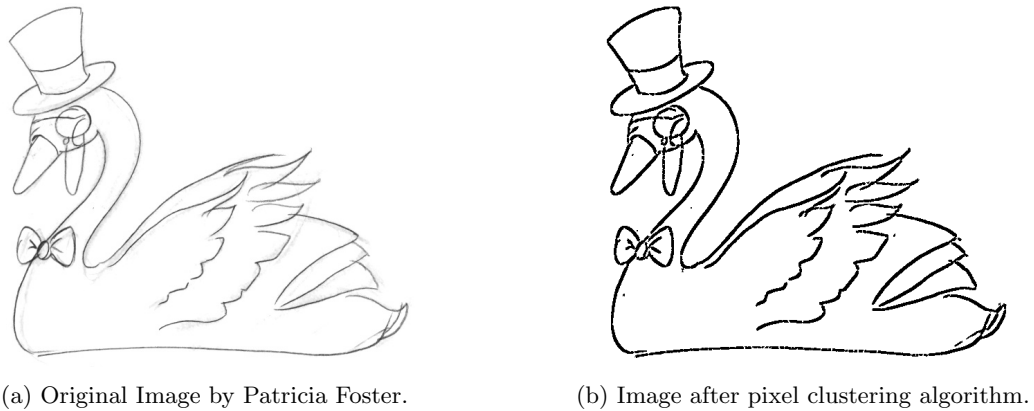 (a) Original Image by Patricia Foster.
(b) Image after pixel clustering algorithm.